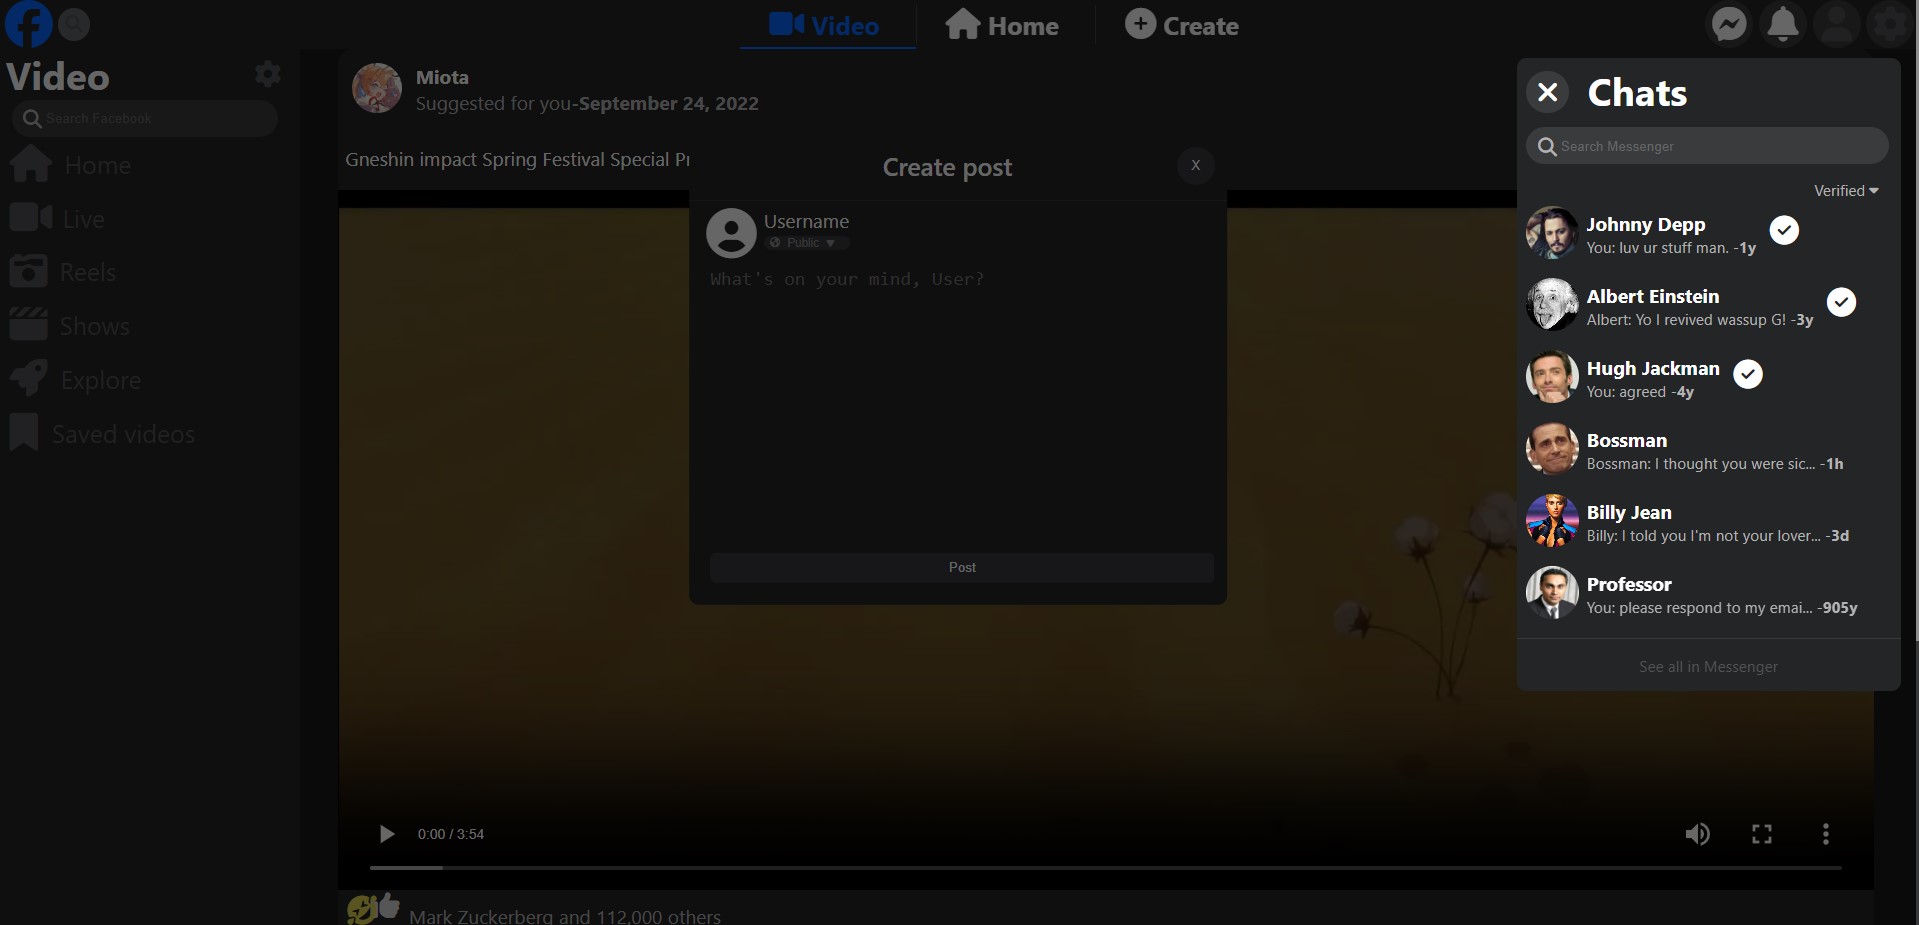 Video
Home
Create
Video
Search Facebook
Home
Live
Reels
Shows
Explore
Saved videos
Miota
Suggested for you-September 24, 2022
Gneshin impact Spring Festival Special Pr
Create post
X
Username
Public ▼
What's on your mind, User?
Post
0:00 / 3:54
Mark Zuckerberg and 112,000 others
Chats
Search Messenger
Verified
Johnny Depp
You: luv ur stuff man. -1y
Albert Einstein
Albert: Yo I revived wassup G! -3y
Hugh Jackman
You: agreed -4y
Bossman
Bossman: I thought you were sic... -1h
Billy Jean
Billy: I told you I'm not your lover... -3d
Professor
You: please respond to my emai... -905y
See all in Messenger